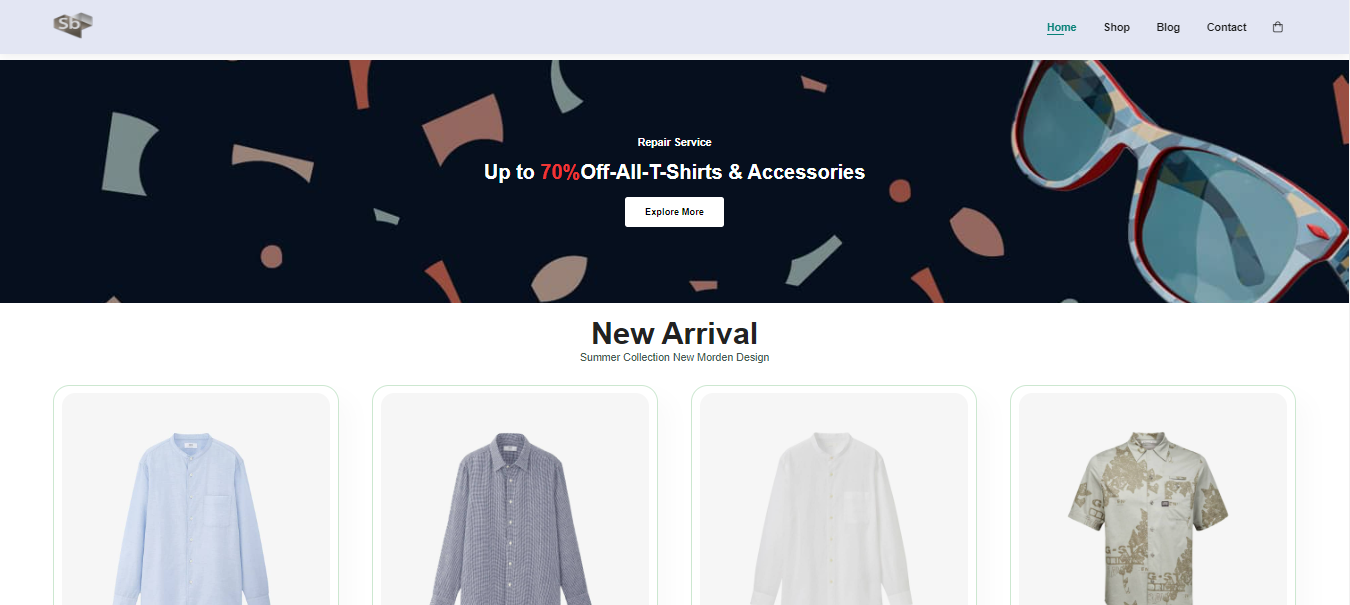 Sb
Home Shop Blog Contact
Repair Service
Up to 70%Off-All-T-Shirts & Accessories
Explore More
New Arrival
Summer Collection New Morden Design